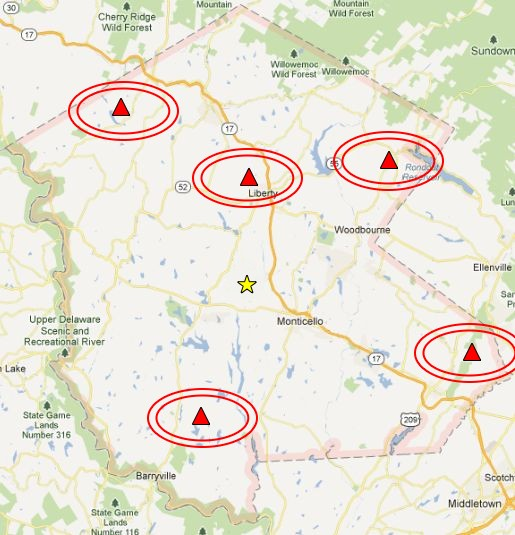 30
17
Cherry Ridge
Wild Forest
Mountain
Mountain
Wild Forest
Sundown
Willowemoc
Wild Forest
Willowemoc
17
55
Rondout
Reservoir
52
Liberty
Woodbourne
Ellenville
Upper Delaware
Scenic and
Recreational River
Monticello
17
Lake
State Game
Lands
Number 316
209
Barryville
State Game
Lands
Number 111
Middletown